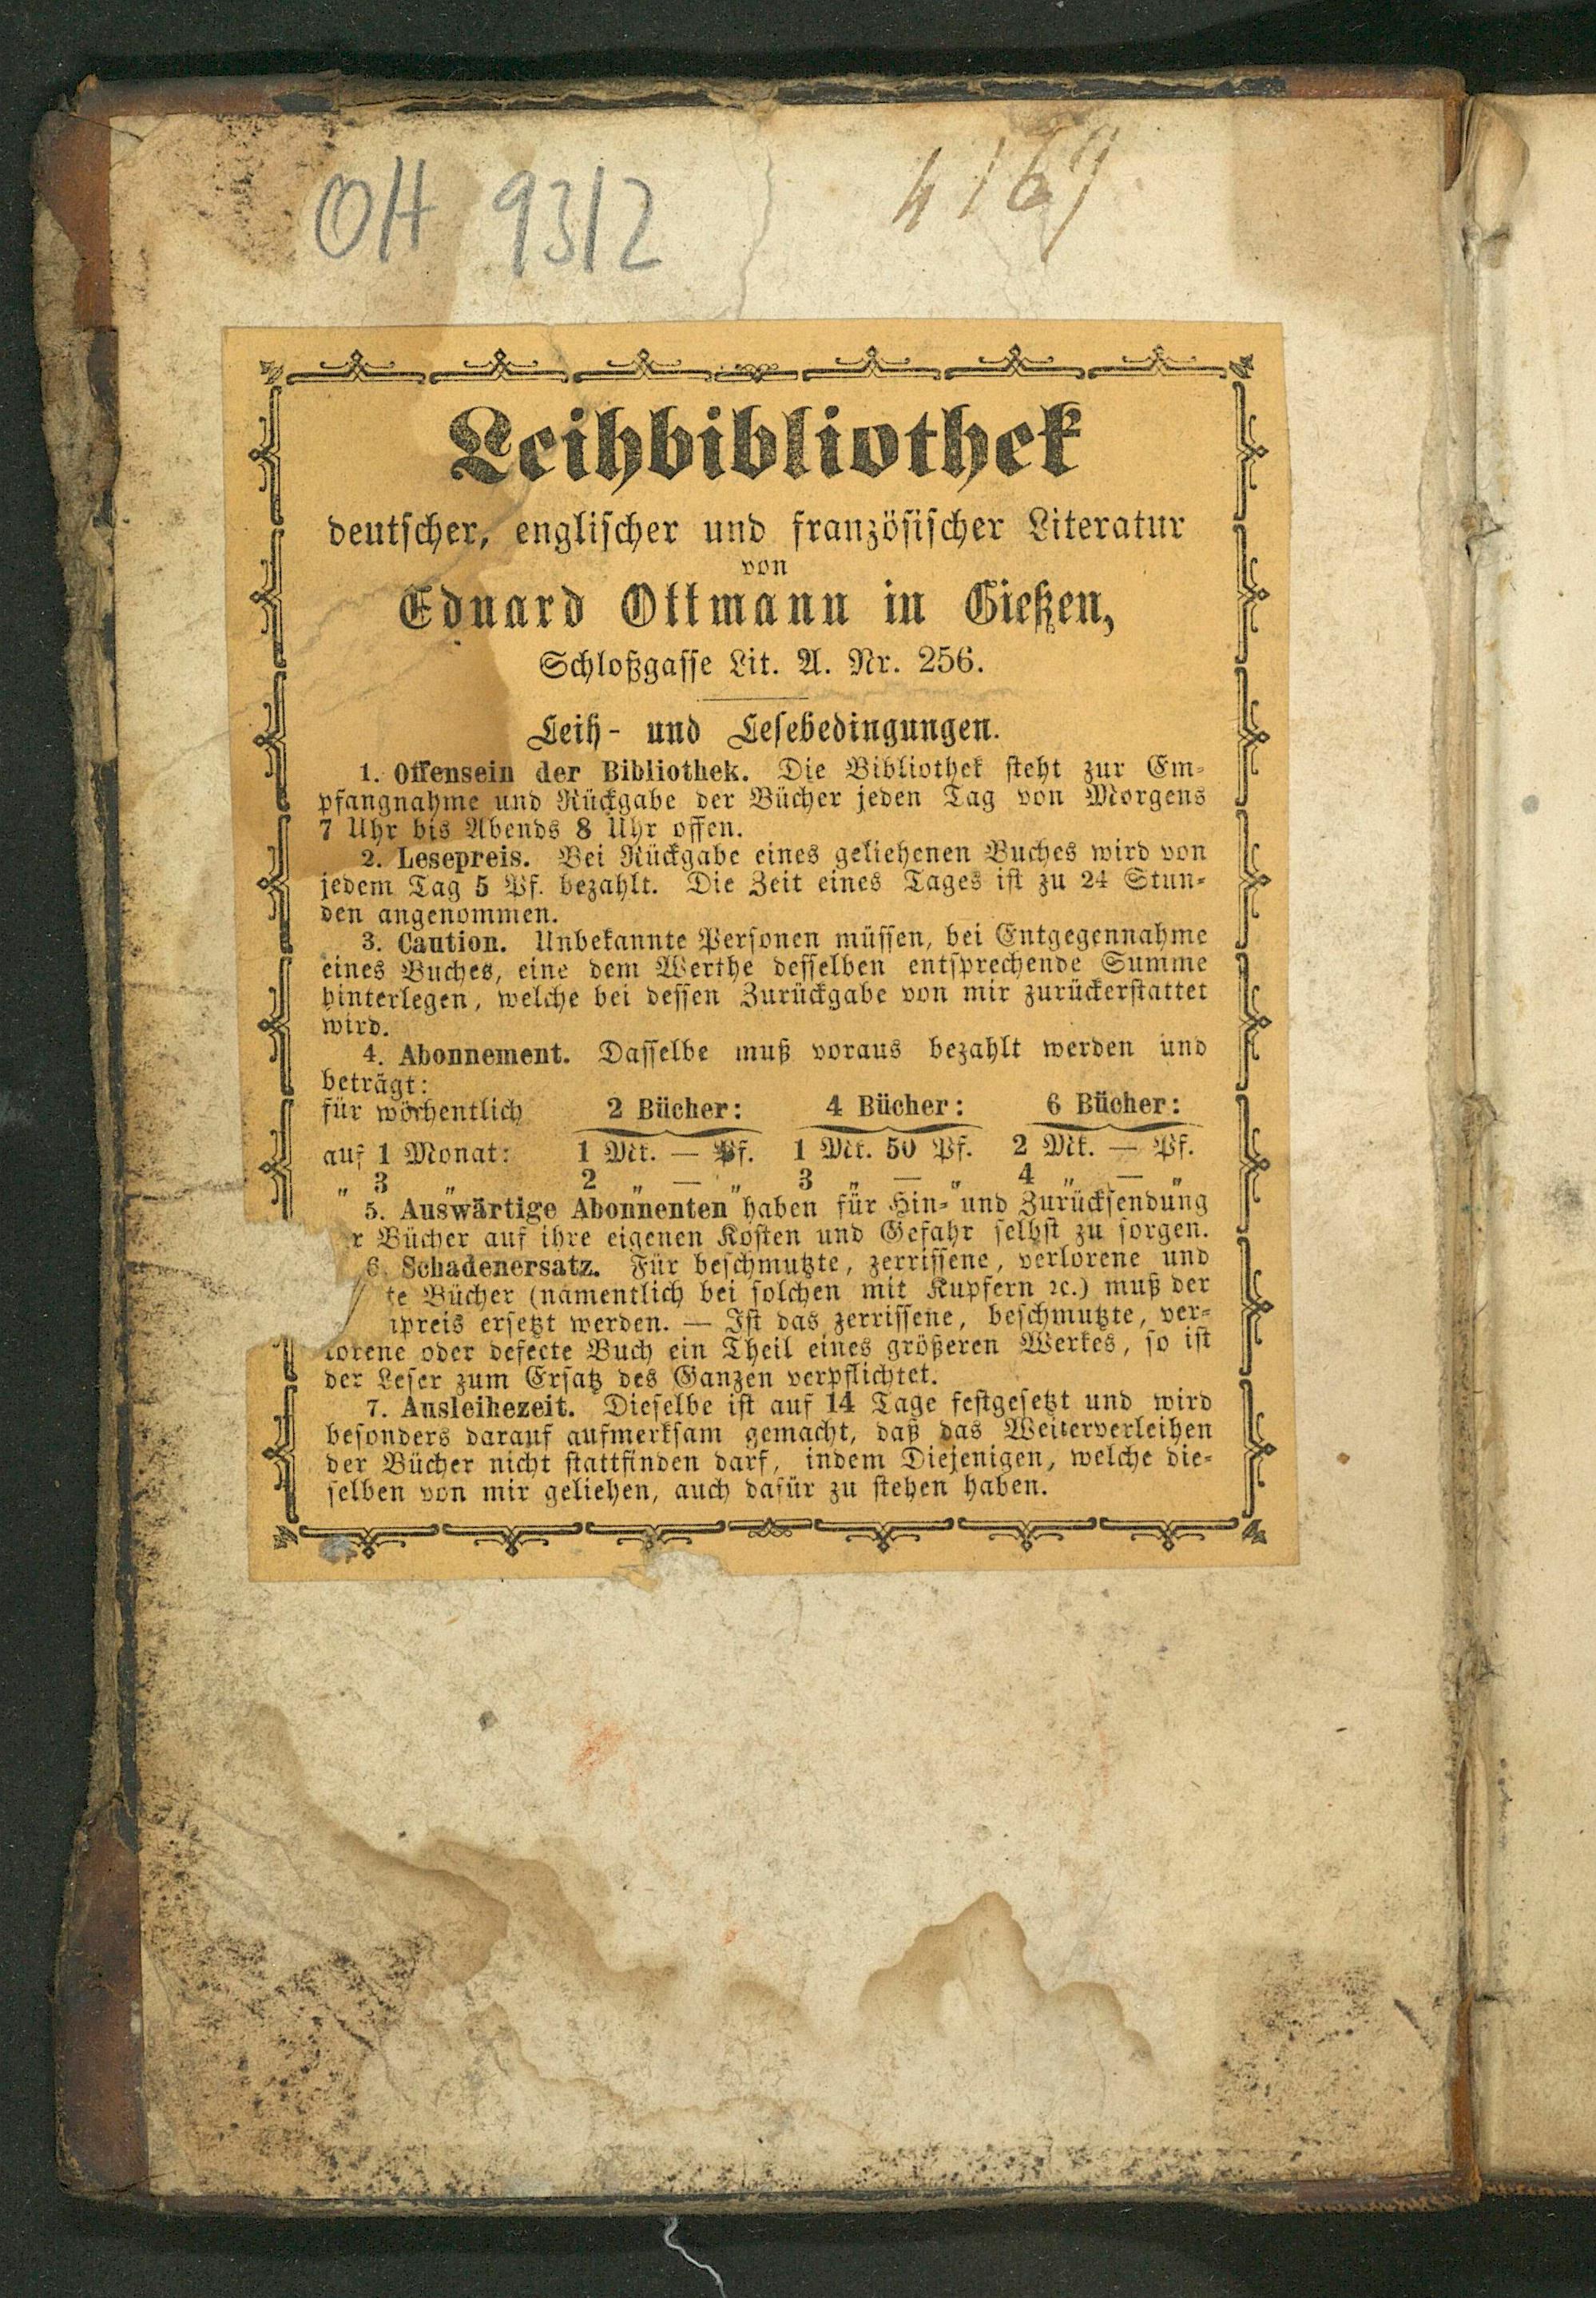 OH 9312
4167
Leihbibliothek
deutscher, englischer und französischer Literatur
von
Eduard Ottmann in Gießen,
Schloßgasse Lit. A. Nr. 256.
Leih- und Lesebedingungen.
1. Offensein der Bibliothek. Die Bibliothek steht zur Em-
pfangnahme und Rückgabe der Bücher jeden Tag von Morgens
7 Uhr bis Abends 8 Uhr offen.
2. Lesepreis. Bei Rückgabe eines geliehenen Buches wird von
jedem Tag 5 Pf. bezahlt. Die Zeit eines Tages ist zu 24 Stun-
den angenommen.
3. Caution. Unbekannte Personen müssen, bei Entgegennahme
eines Buches, eine dem Werthe desselben entsprechende Summe
hinterlegen, welche bei dessen Zurückgabe von mir zurückerstattet
wird.
4. Abonnement. Dasselbe muß voraus bezahlt werden und
beträgt:
für wöchentlich 2 Bücher: 4 Bücher: 6 Bücher:
auf 1 Monat: 1 Mk. — Pf. 1 Mk. 50 Pf. 2 Mk. — Pf.
„ 3 „ 2 „ — „ 3 „ — „ 4 „ — „
5. Auswärtige Abonnenten haben für Hin- und Zurücksendung
r Bücher auf ihre eigenen Kosten und Gefahr selbst zu sorgen.
6. Schadenersatz. Für beschmutzte, zerrissene, verlorene und
te Bücher (namentlich bei solchen mit Kupfern ꝛc.) muß der
npreis ersetzt werden. — Ist das zerrissene, beschmutzte, ver-
lorene oder defecte Buch ein Theil eines größeren Werkes, so ist
der Leser zum Ersatz des Ganzen verpflichtet.
7. Ausleihezeit. Dieselbe ist auf 14 Tage festgesetzt und wird
besonders darauf aufmerksam gemacht, daß das Weiterverleihen
der Bücher nicht stattfinden darf, indem Diejenigen, welche die-
selben von mir geliehen, auch dafür zu stehen haben.